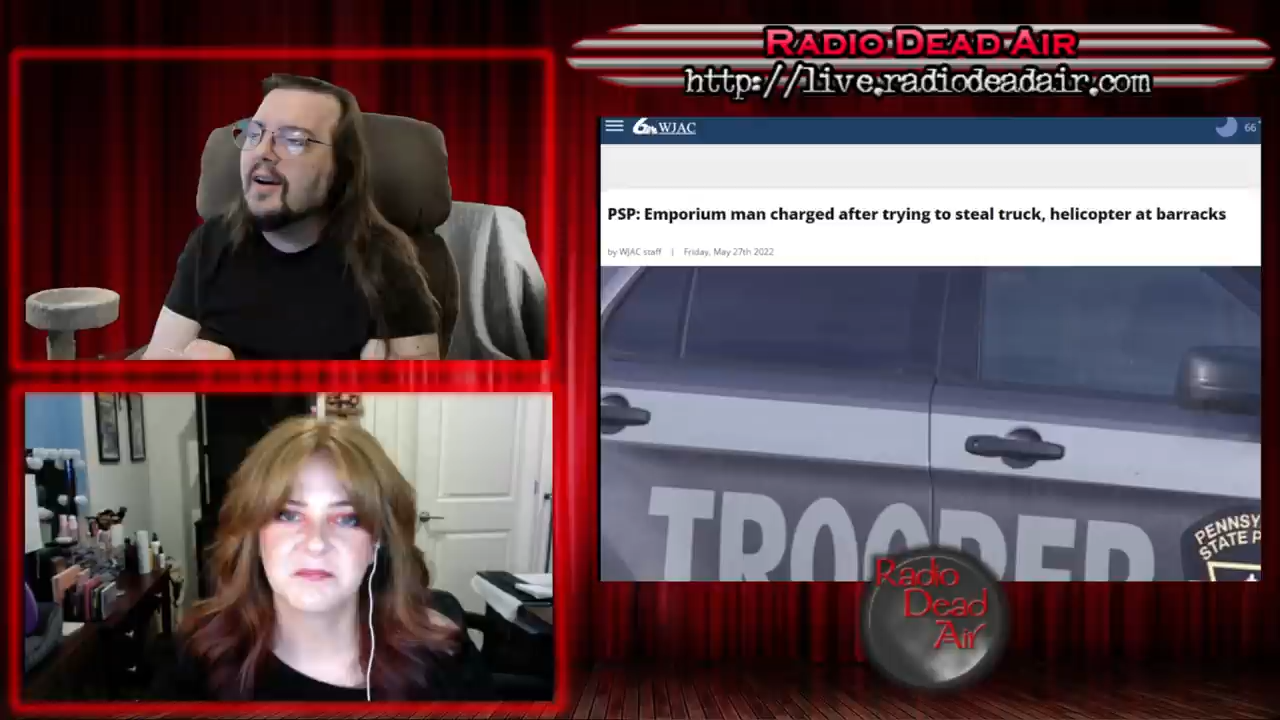 Radio Dead Air
http://live.radiodeadair.com
6 WJAC
66°
PSP: Emporium man charged after trying to steal truck, helicopter at barracks
by WJAC staff | Friday, May 27th 2022
TROOPER
PENNSY
STATE P
Radio
Dead
Air